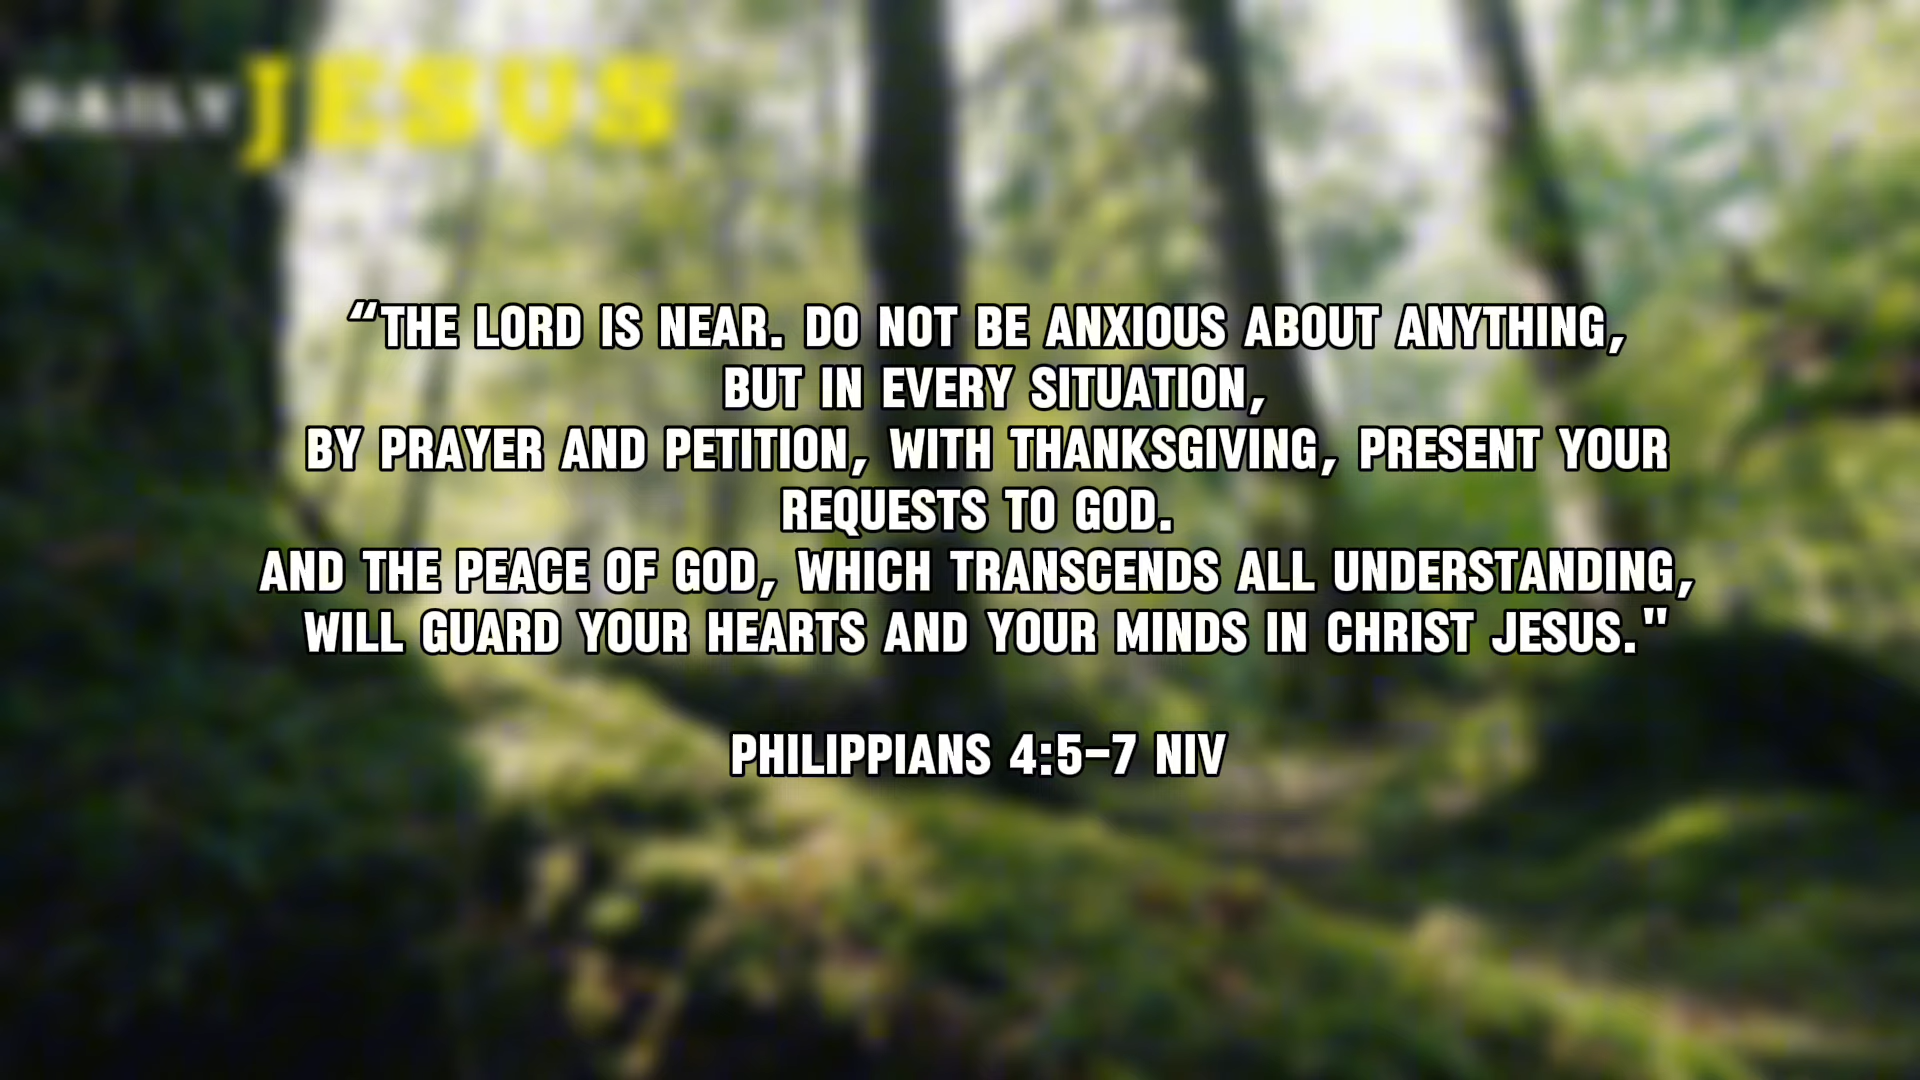 DAILY JESUS
“THE LORD IS NEAR. DO NOT BE ANXIOUS ABOUT ANYTHING,
BUT IN EVERY SITUATION,
BY PRAYER AND PETITION, WITH THANKSGIVING, PRESENT YOUR
REQUESTS TO GOD.
AND THE PEACE OF GOD, WHICH TRANSCENDS ALL UNDERSTANDING,
WILL GUARD YOUR HEARTS AND YOUR MINDS IN CHRIST JESUS."
PHILIPPIANS 4:5-7 NIV